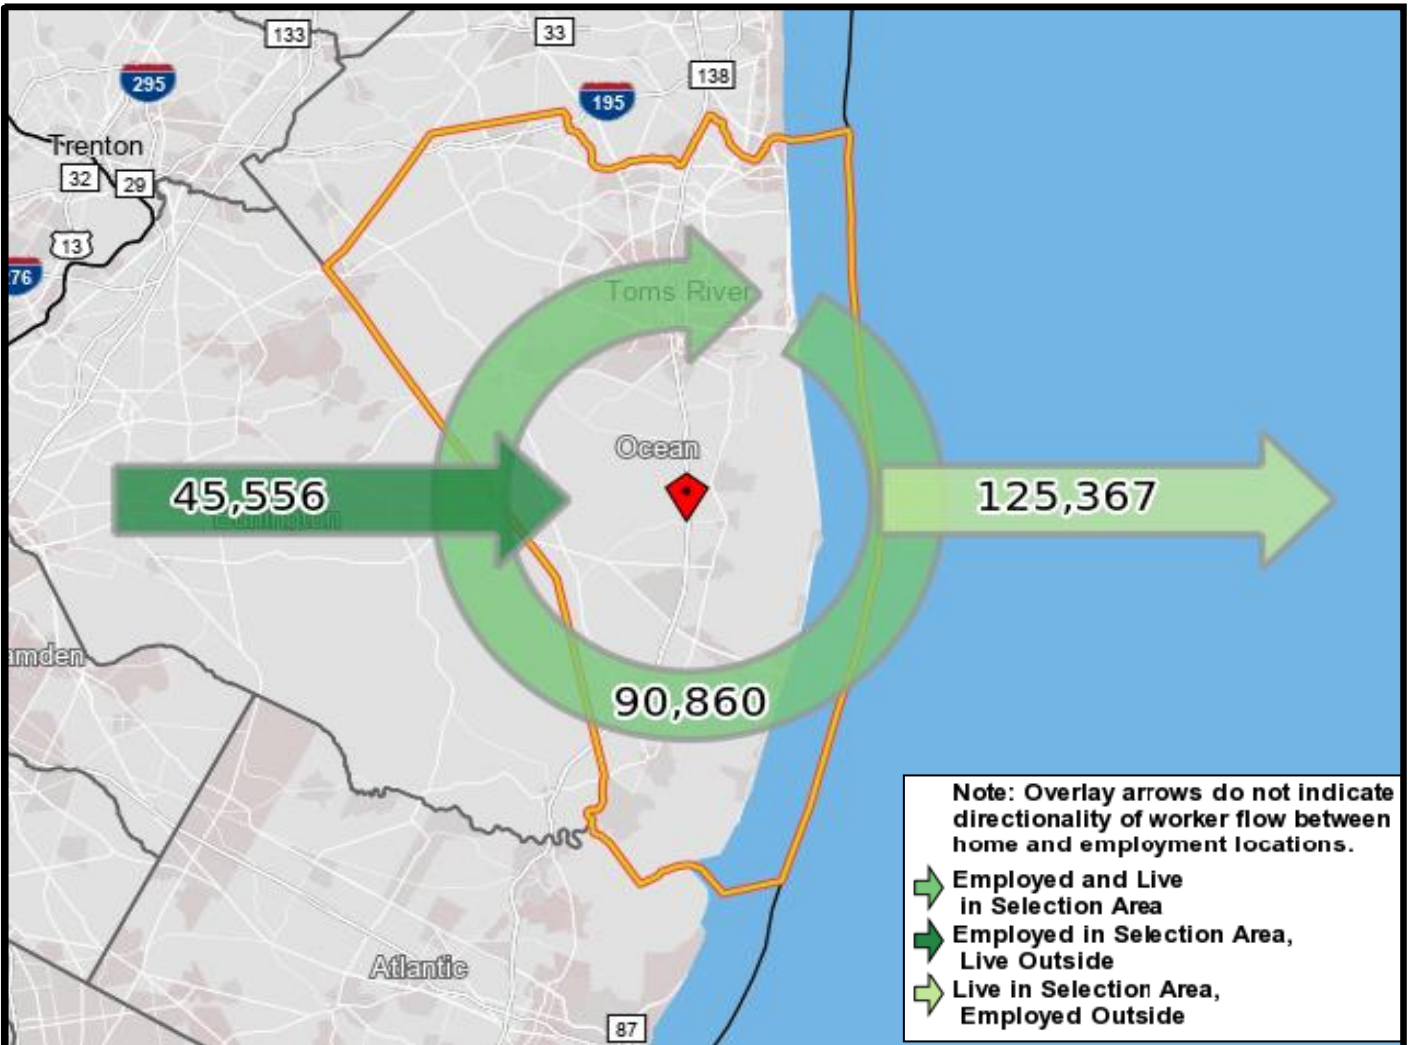 133
33
138
295
195
Trenton
32
29
13
76
Toms River
Ocean
45,556
125,367
90,860
amden
Atlantic
87
Note: Overlay arrows do not indicate
directionality of worker flow between
home and employment locations.
Employed and Live
in Selection Area
Employed in Selection Area,
Live Outside
Live in Selection Area,
Employed Outside